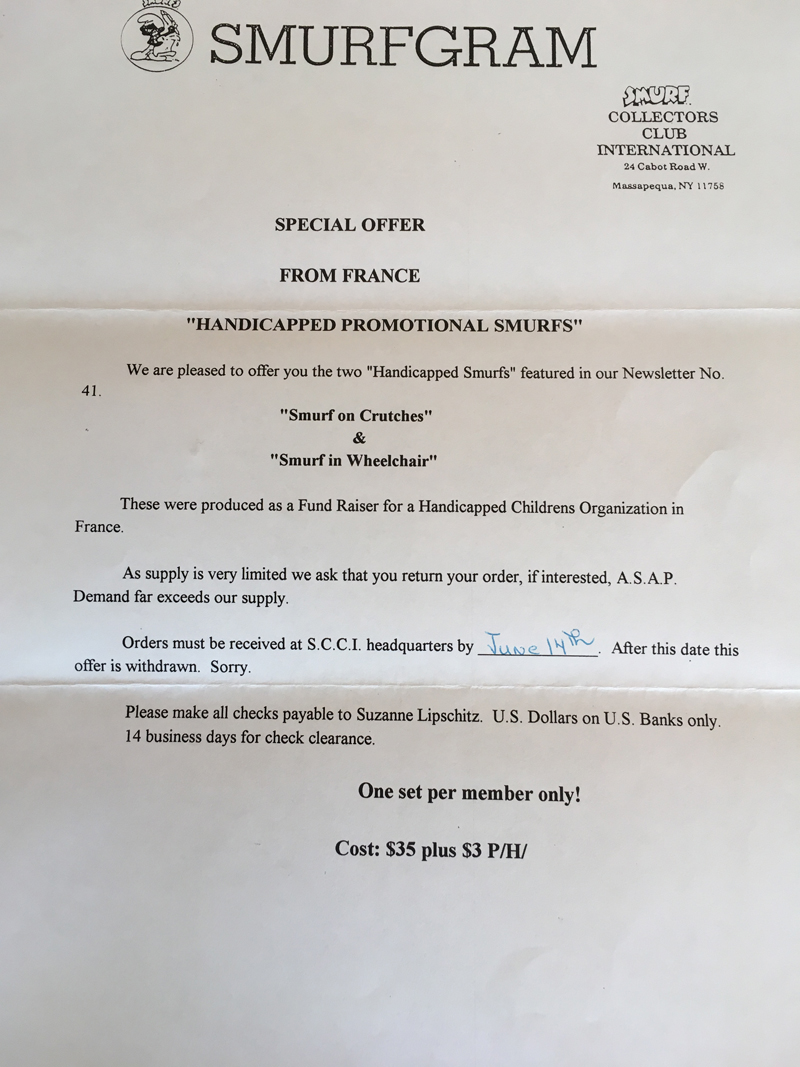 SMURFGRAM
SMURF
COLLECTORS
CLUB
INTERNATIONAL
24 Cabot Road W.
Massapequa, NY 11758
SPECIAL OFFER
FROM FRANCE
"HANDICAPPED PROMOTIONAL SMURFS"
We are pleased to offer you the two "Handicapped Smurfs" featured in our Newsletter No.
41.
"Smurf on Crutches"
&
"Smurf in Wheelchair"
These were produced as a Fund Raiser for a Handicapped Childrens Organization in
France.
As supply is very limited we ask that you return your order, if interested, A.S.A.P.
Demand far exceeds our supply.
Orders must be received at S.C.C.I. headquarters by June 14th. After this date this
offer is withdrawn. Sorry.
Please make all checks payable to Suzanne Lipschitz. U.S. Dollars on U.S. Banks only.
14 business days for check clearance.
One set per member only!
Cost: $35 plus $3 P/H/